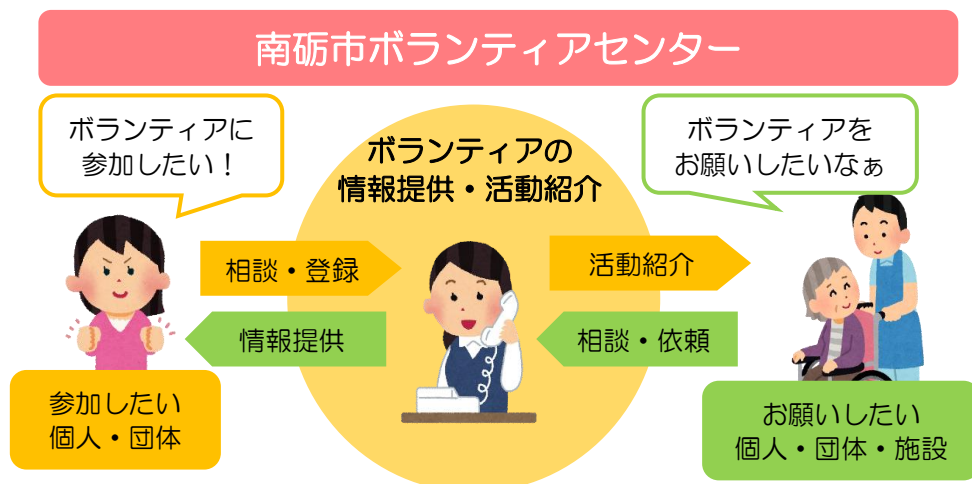 南砺市ボランティアセンター
ボランティアに
参加したい！
ボランティアの
情報提供・活動紹介
ボランティアを
お願いしたいなぁ
相談・登録
活動紹介
情報提供
相談・依頼
参加したい
個人・団体
お願いしたい
個人・団体・施設